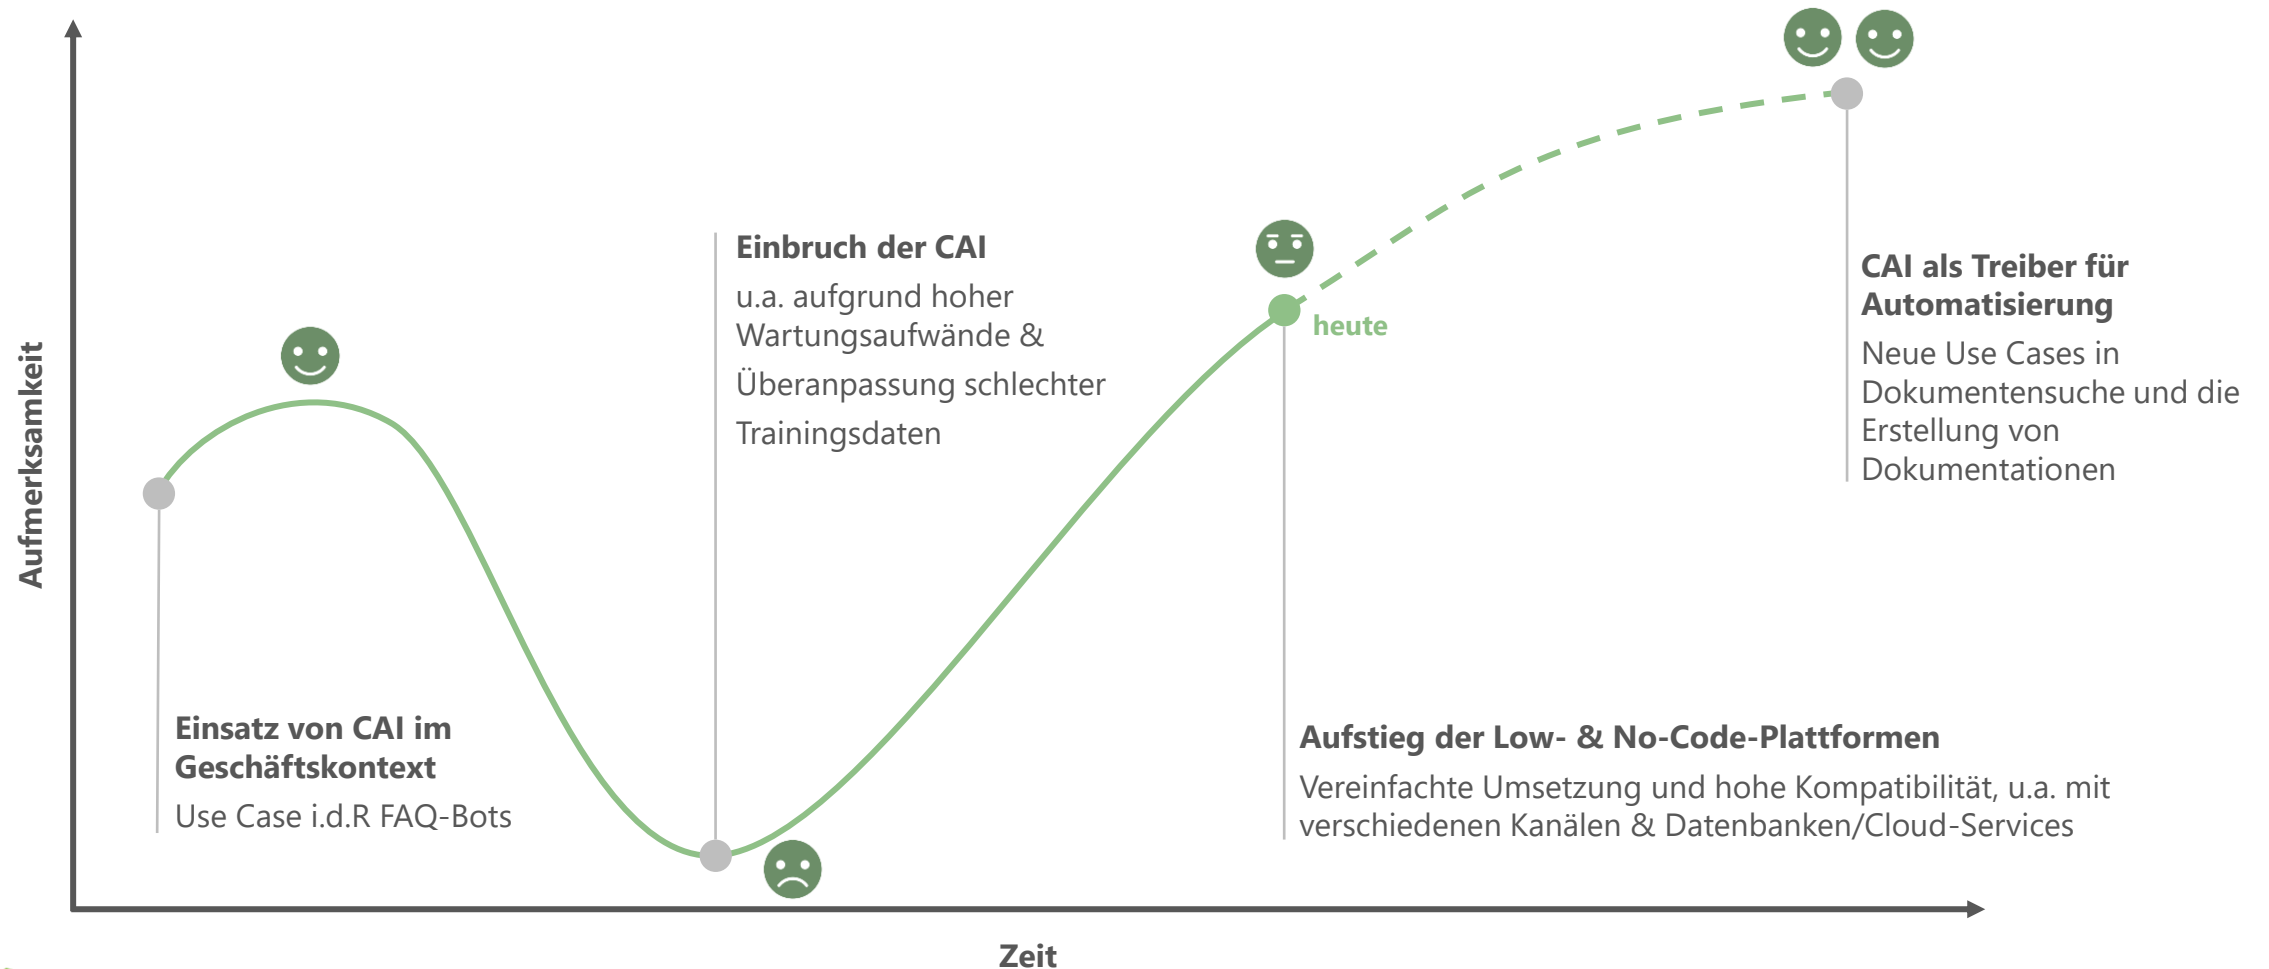 Aufmerksamkeit
Einsatz von CAI im
Geschäftskontext
Use Case i.d.R FAQ-Bots
Einbruch der CAI
u.a. aufgrund hoher
Wartungsaufwände &
Überanpassung schlechter
Trainingsdaten
heute
Aufstieg der Low- & No-Code-Plattformen
Vereinfachte Umsetzung und hohe Kompatibilität, u.a. mit
verschiedenen Kanälen & Datenbanken/Cloud-Services
CAI als Treiber für
Automatisierung
Neue Use Cases in
Dokumentensuche und die
Erstellung von
Dokumentationen
Zeit